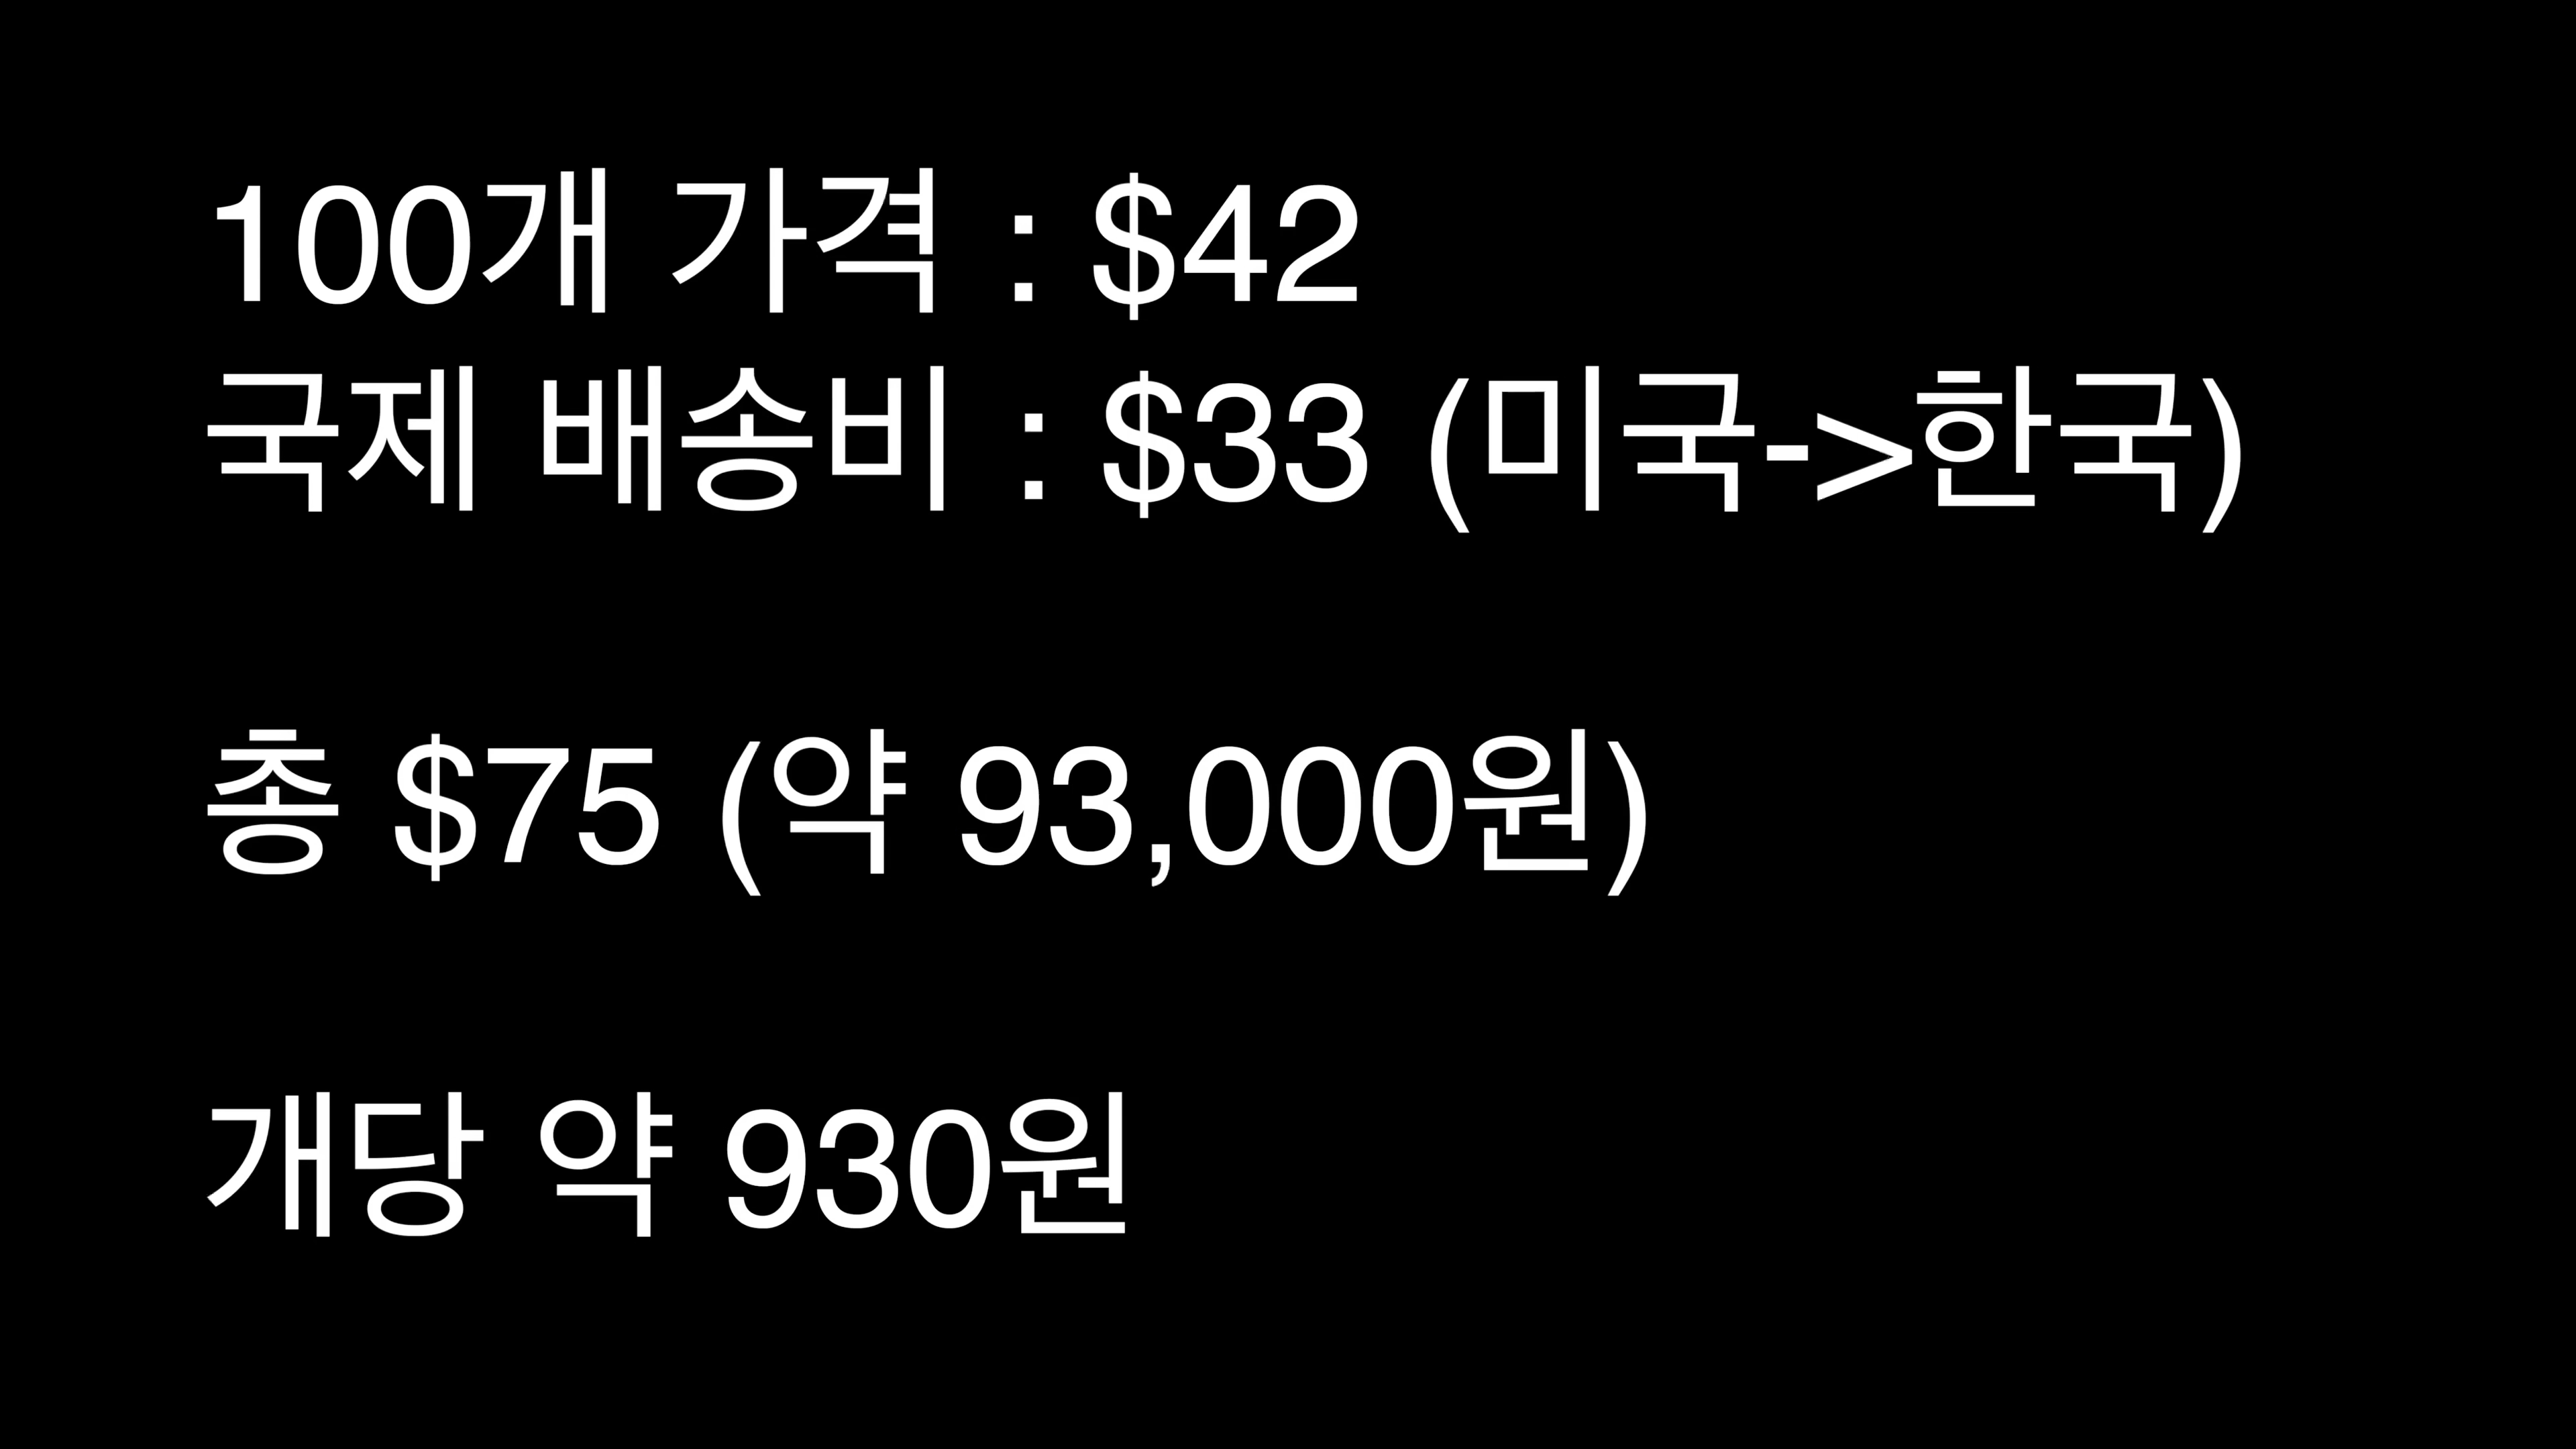 100개 가격 : $42
국제 배송비 : $33 (미국->한국)
총 $75 (약 93,000원)
개당 약 930원